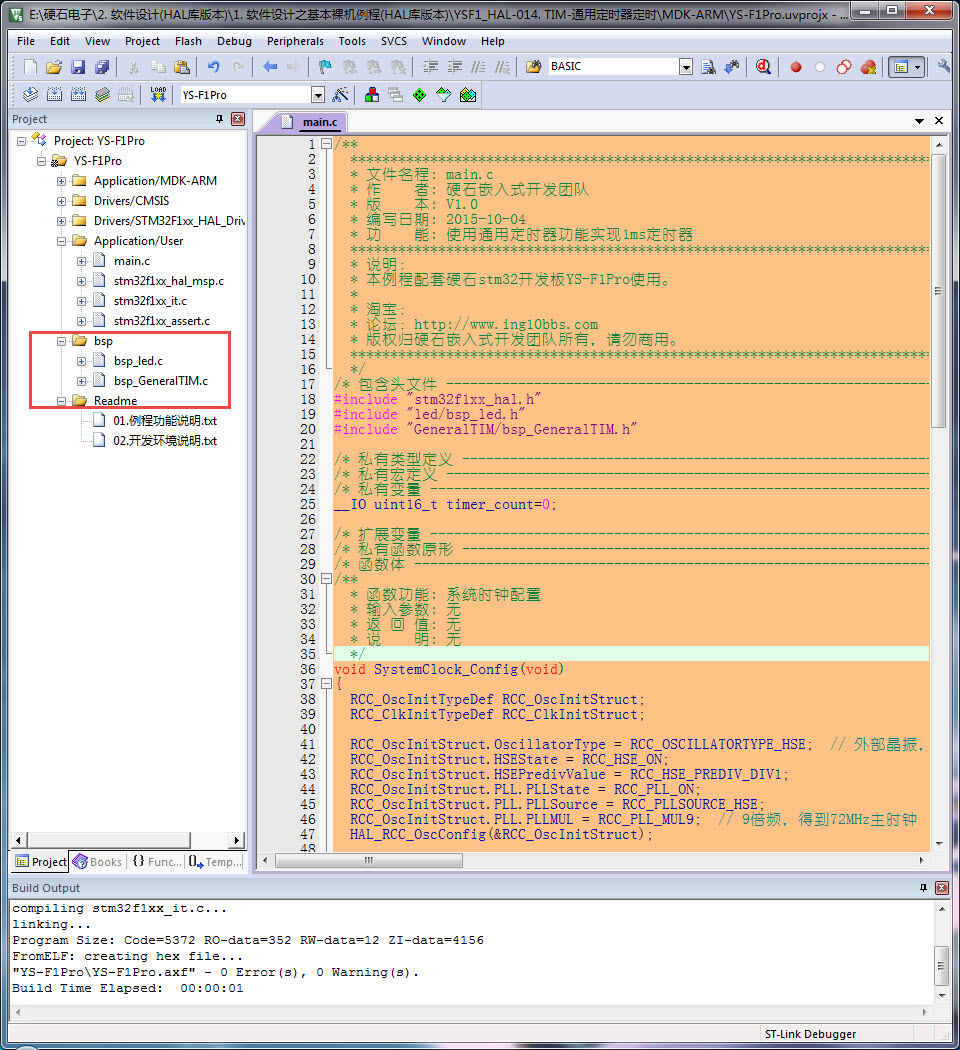 E:\硬石电子\2. 软件设计(HAL库版本)\1. 软件设计之基本裸机例程(HAL库版本)\YSF1_HAL-014. TIM-通用定时器定时\MDK-ARM\YS-F1Pro.uvprojx - ...
File Edit View Project Flash Debug Peripherals Tools SVCS Window Help
BASIC
LOAD YS-F1Pro
Project
main.c
Project: YS-F1Pro
YS-F1Pro
Application/MDK-ARM
Drivers/CMSIS
Drivers/STM32F1xx_HAL_Driv
Application/User
main.c
stm32f1xx_hal_msp.c
stm32f1xx_it.c
stm32f1xx_assert.c
bsp
bsp_led.c
bsp_GeneralTIM.c
Readme
01.例程功能说明.txt
02.开发环境说明.txt
Project Books {} Func... Temp...
1 /**
2 **************************************************************************
3 * 文件名程: main.c
4 * 作    者: 硬石嵌入式开发团队
5 * 版    本: V1.0
6 * 编写日期: 2015-10-04
7 * 功    能: 使用通用定时器功能实现1ms定时器
8 **************************************************************************
9 * 说明:
10 * 本例程配套硬石stm32开发板YS-F1Pro使用。
11 *
12 * 淘宝:
13 * 论坛: http://www.ing10bbs.com
14 * 版权归硬石嵌入式开发团队所有, 请勿商用。
15 **************************************************************************
16 */
17 /* 包含头文件 ------------------------------------------------------------
18 #include "stm32f1xx_hal.h"
19 #include "led/bsp_led.h"
20 #include "GeneralTIM/bsp_GeneralTIM.h"
21
22 /* 私有类型定义 ----------------------------------------------------------
23 /* 私有宏定义 ------------------------------------------------------------
24 /* 私有变量 --------------------------------------------------------------
25 __IO uint16_t timer_count=0;
26
27 /* 扩展变量 --------------------------------------------------------------
28 /* 私有函数原形 ----------------------------------------------------------
29 /* 函数体 ----------------------------------------------------------------
30 /**
31 * 函数功能: 系统时钟配置
32 * 输入参数: 无
33 * 返 回 值: 无
34 * 说    明: 无
35 */
36 void SystemClock_Config(void)
37 {
38 RCC_OscInitTypeDef RCC_OscInitStruct;
39 RCC_ClkInitTypeDef RCC_ClkInitStruct;
40
41 RCC_OscInitStruct.OscillatorType = RCC_OSCILLATORTYPE_HSE;  // 外部晶振,
42 RCC_OscInitStruct.HSEState = RCC_HSE_ON;
43 RCC_OscInitStruct.HSEPredivValue = RCC_HSE_PREDIV_DIV1;
44 RCC_OscInitStruct.PLL.PLLState = RCC_PLL_ON;
45 RCC_OscInitStruct.PLL.PLLSource = RCC_PLLSOURCE_HSE;
46 RCC_OscInitStruct.PLL.PLLMUL = RCC_PLL_MUL9;  // 9倍频, 得到72MHz主时钟
47 HAL_RCC_OscConfig(&RCC_OscInitStruct);
48
Build Output
compiling stm32f1xx_it.c...
linking...
Program Size: Code=5372 RO-data=352 RW-data=12 ZI-data=4156
FromELF: creating hex file...
"YS-F1Pro\YS-F1Pro.axf" - 0 Error(s), 0 Warning(s).
Build Time Elapsed:  00:00:01
ST-Link Debugger